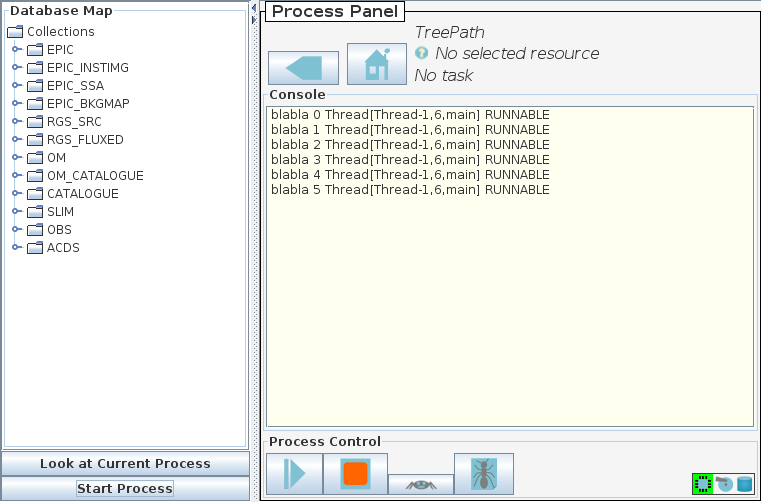 Database Map
Collections
EPIC
EPIC_INSTIMG
EPIC_SSA
EPIC_BKGMAP
RGS_SRC
RGS_FLUXED
OM
OM_CATALOGUE
CATALOGUE
SLIM
OBS
ACDS
Look at Current Process
Start Process
Process Panel
TreePath
No selected resource
No task
Console
blabla 0 Thread[Thread-1,6,main] RUNNABLE
blabla 1 Thread[Thread-1,6,main] RUNNABLE
blabla 2 Thread[Thread-1,6,main] RUNNABLE
blabla 3 Thread[Thread-1,6,main] RUNNABLE
blabla 4 Thread[Thread-1,6,main] RUNNABLE
blabla 5 Thread[Thread-1,6,main] RUNNABLE
Process Control